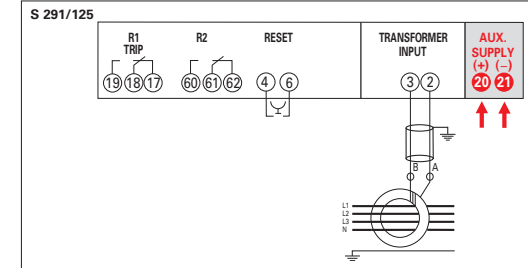 S 291/125
R1 R2 RESET TRANSFORMER AUX.
TRIP INPUT SUPPLY
(+) (–)
19 18 17 60 61 62 4 6 3 2 20 21
B A
L1
L2
L3
N